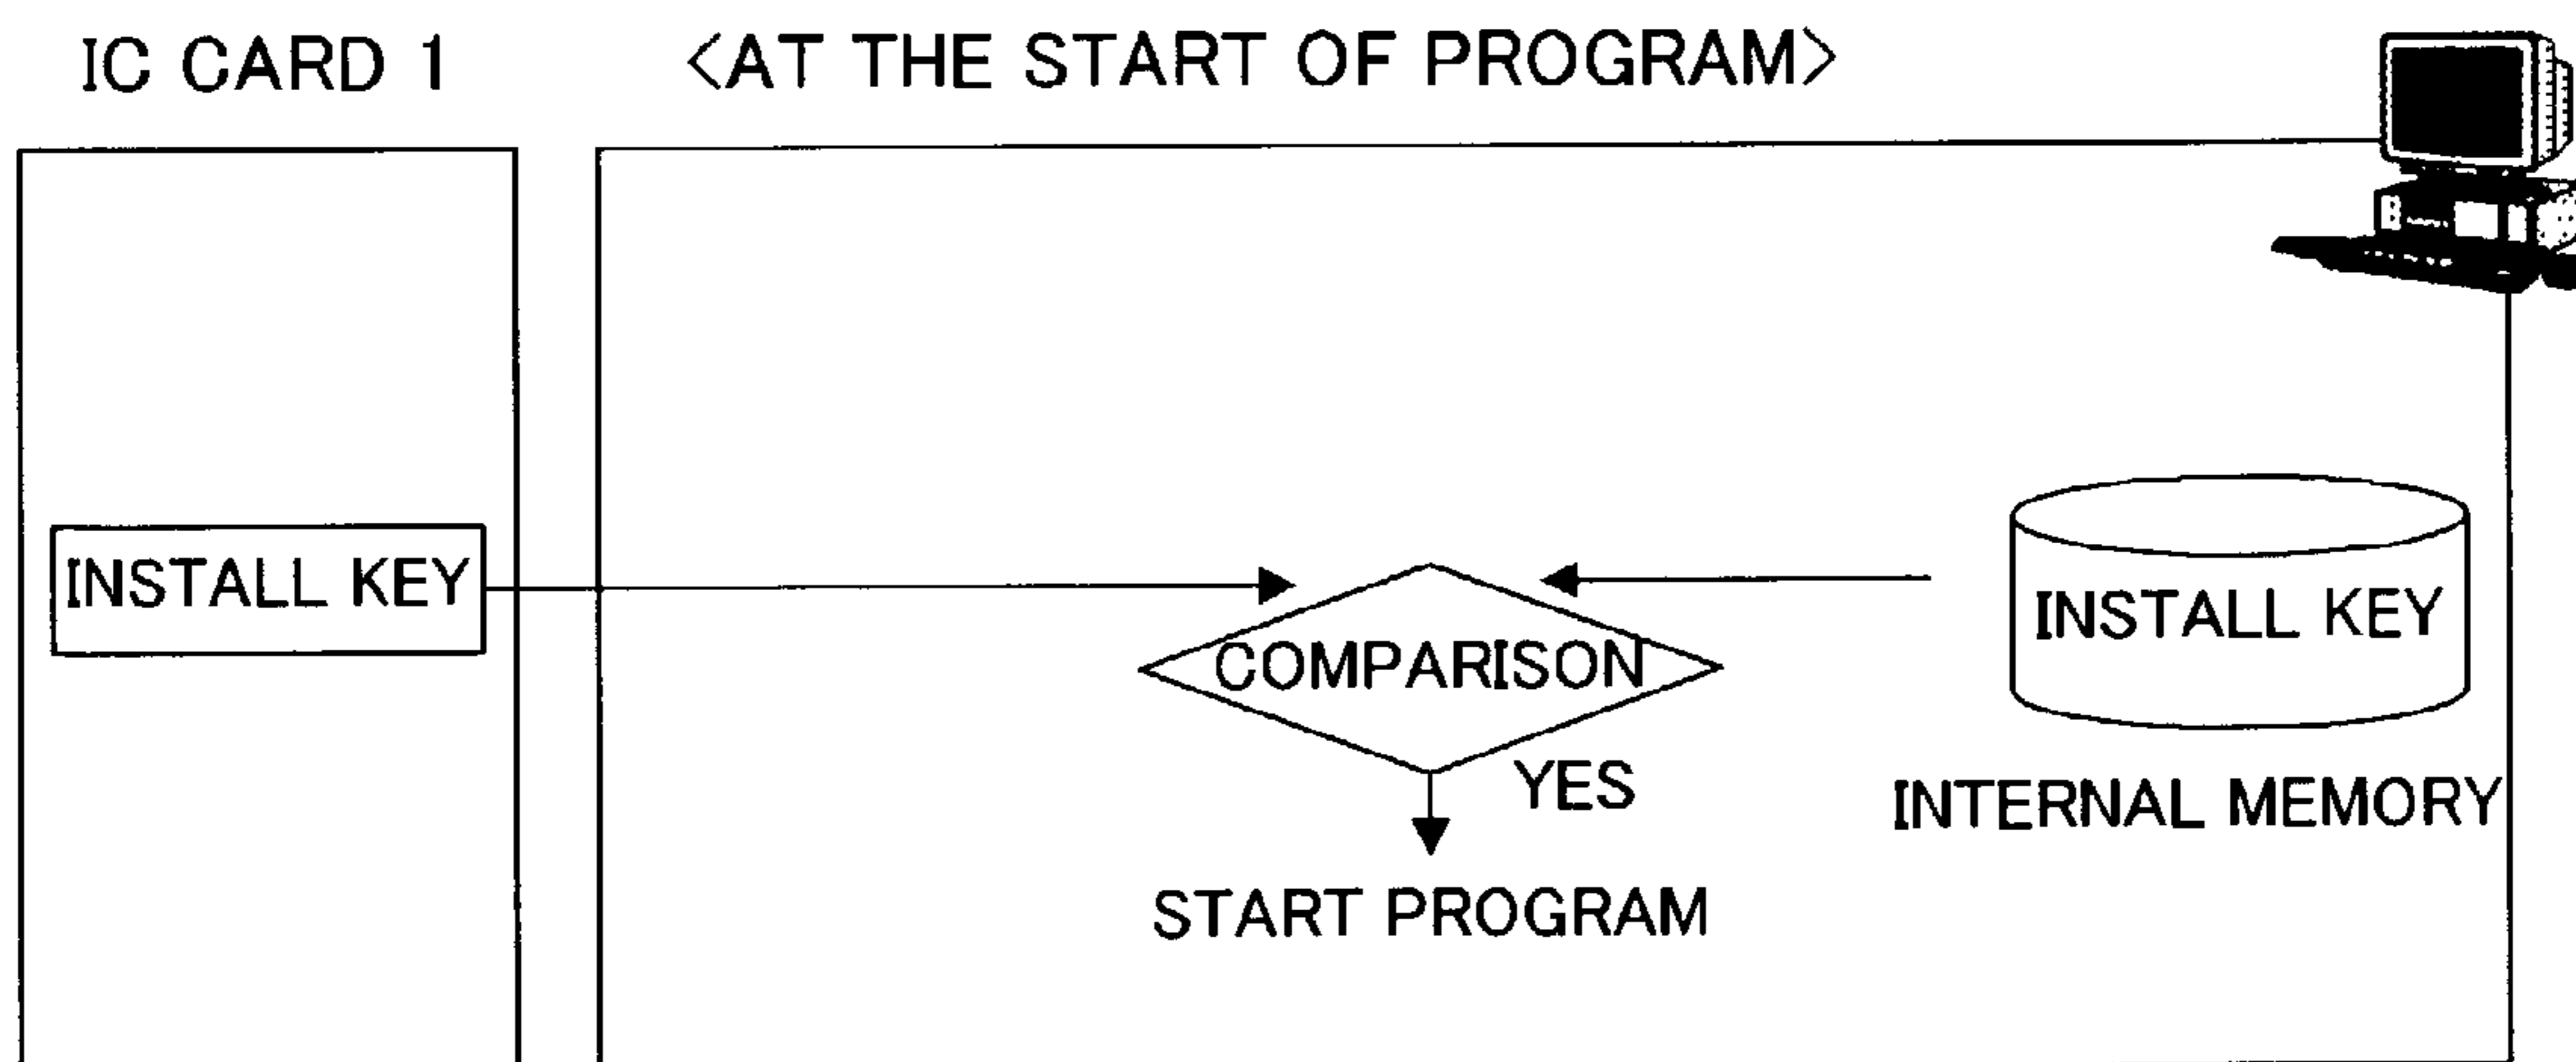 IC CARD 1
<AT THE START OF PROGRAM>
INSTALL KEY
COMPARISON
INSTALL KEY
YES
INTERNAL MEMORY
START PROGRAM